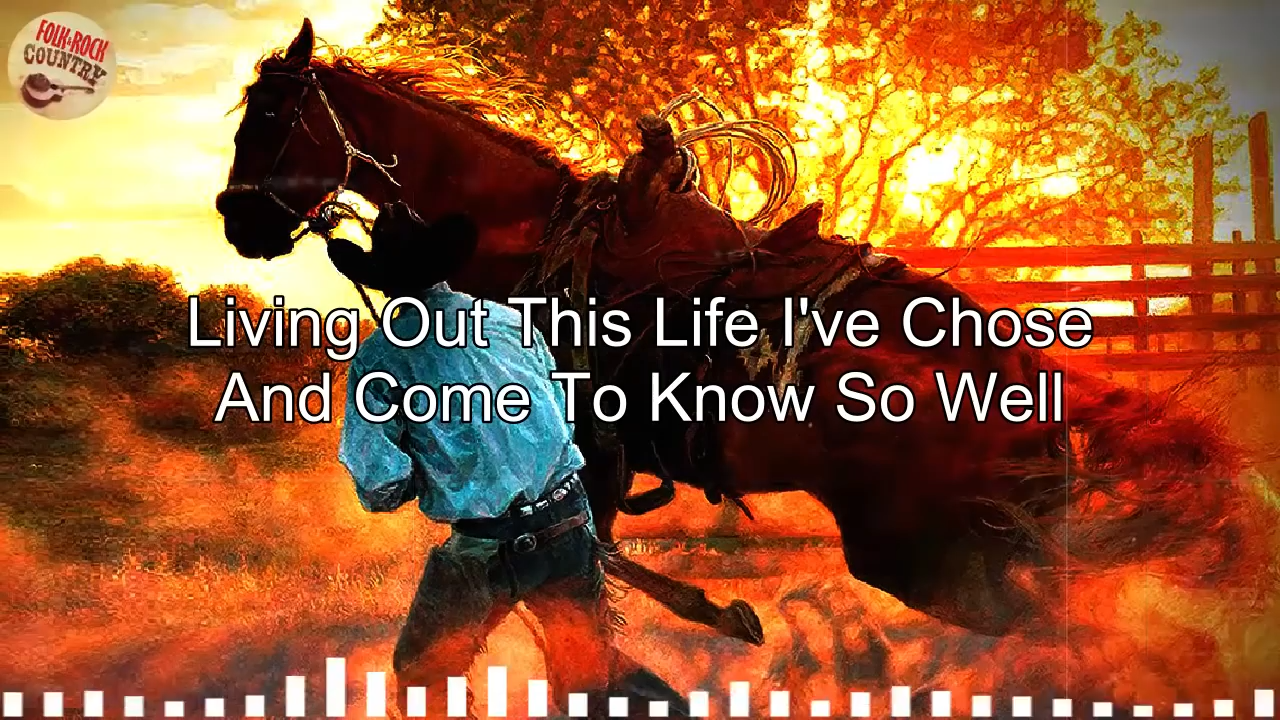 FOLK & ROCK
COUNTRY
Living Out This Life I've Chose
And Come To Know So Well